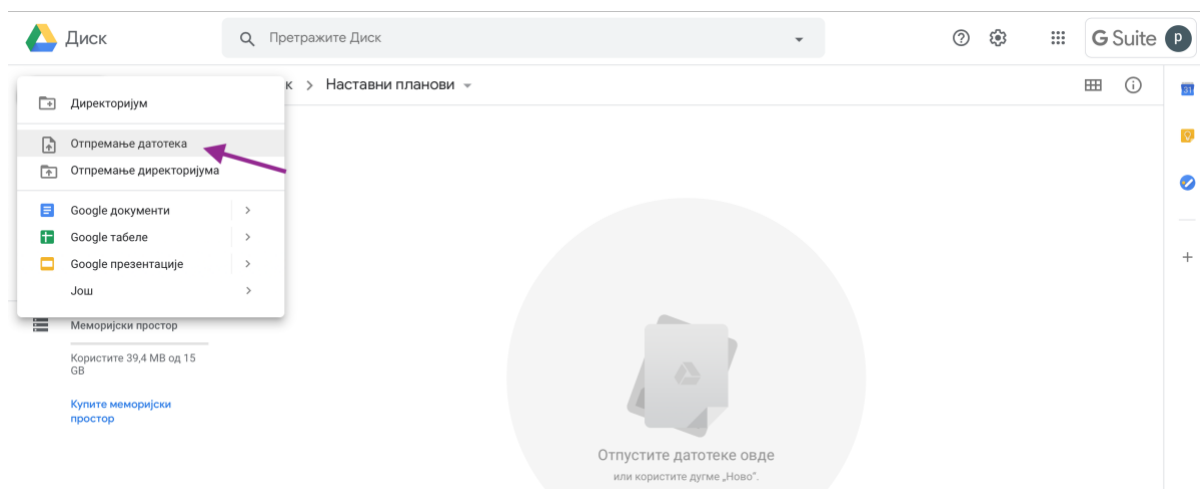 Диск
Претражите Диск
G Suite
p
к > Наставни планови
31
Директоријум
Отпремање датотека
Отпремање директоријума
Google документи
Google табеле
Google презентације
Још
Меморијски простор
Користите 39,4 MB од 15
GB
Купите меморијски
простор
Отпустите датотеке овде
или користите дугме „Ново“.